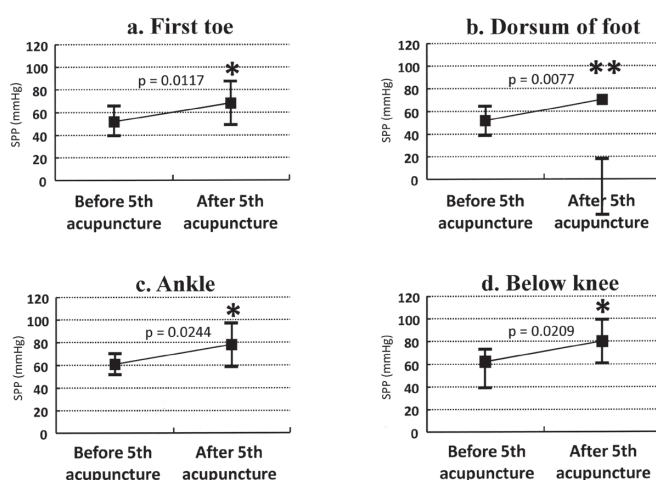 a. First toe
120
100
80
60
40
20
0
SPP (mmHg)
p = 0.0117
*
Before 5th
acupuncture
After 5th
acupuncture
b. Dorsum of foot
120
100
80
60
40
20
0
SPP (mmHg)
p = 0.0077
**
Before 5th
acupuncture
After 5th
acupuncture
c. Ankle
120
100
80
60
40
20
0
SPP (mmHg)
p = 0.0244
*
Before 5th
acupuncture
After 5th
acupuncture
d. Below knee
120
100
80
60
40
20
0
SPP (mmHg)
p = 0.0209
*
Before 5th
acupuncture
After 5th
acupuncture